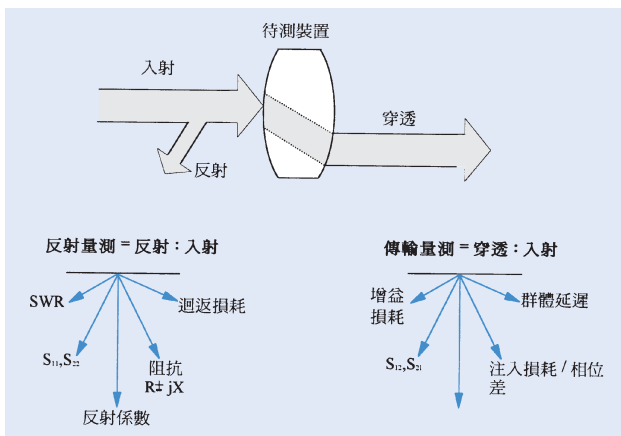 待測裝置
入射
穿透
反射
反射量測 = 反射：入射
SWR
迴返損耗
S₁₁,S₂₂
阻抗
R± jX
反射係數
傳輸量測 = 穿透：入射
增益
損耗
群體延遲
S₁₂,S₂₁
注入損耗 / 相位
差